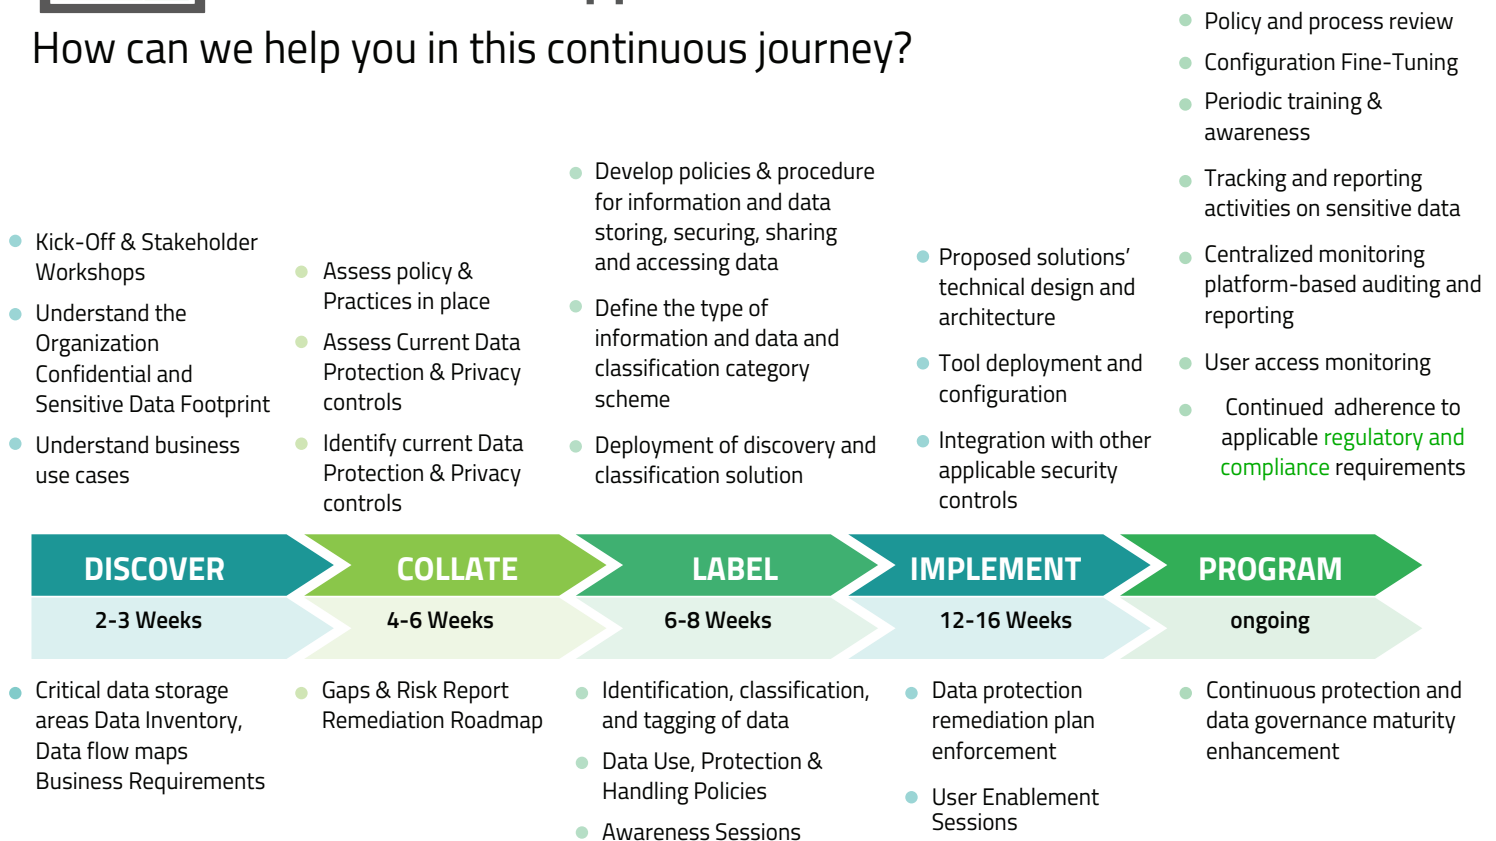 How can we help you in this continuous journey?
Kick-Off & Stakeholder
Workshops
Understand the
Organization
Confidential and
Sensitive Data Footprint
Understand business
use cases
Assess policy &
Practices in place
Assess Current Data
Protection & Privacy
controls
Identify current Data
Protection & Privacy
controls
Develop policies & procedure
for information and data
storing, securing, sharing
and accessing data
Define the type of
information and data and
classification category
scheme
Deployment of discovery and
classification solution
Proposed solutions’
technical design and
architecture
Tool deployment and
configuration
Integration with other
applicable security
controls
Policy and process review
Configuration Fine-Tuning
Periodic training &
awareness
Tracking and reporting
activities on sensitive data
Centralized monitoring
platform-based auditing and
reporting
User access monitoring
Continued adherence to
applicable regulatory and
compliance requirements
DISCOVER
COLLATE
LABEL
IMPLEMENT
PROGRAM
2-3 Weeks
4-6 Weeks
6-8 Weeks
12-16 Weeks
ongoing
Critical data storage
areas Data Inventory,
Data flow maps
Business Requirements
Gaps & Risk Report
Remediation Roadmap
Identification, classification,
and tagging of data
Data Use, Protection &
Handling Policies
Awareness Sessions
Data protection
remediation plan
enforcement
User Enablement
Sessions
Continuous protection and
data governance maturity
enhancement